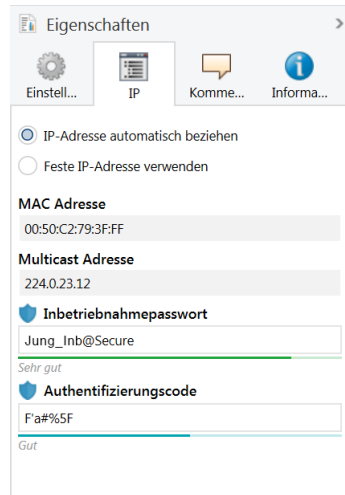 Eigenschaften
Einstell... IP Komme... Informa...
IP-Adresse automatisch beziehen
Feste IP-Adresse verwenden
MAC Adresse
00:50:C2:79:3F:FF
Multicast Adresse
224.0.23.12
Inbetriebnahmepasswort
Jung_Inb@Secure
Sehr gut
Authentifizierungscode
F'a#%5F
Gut